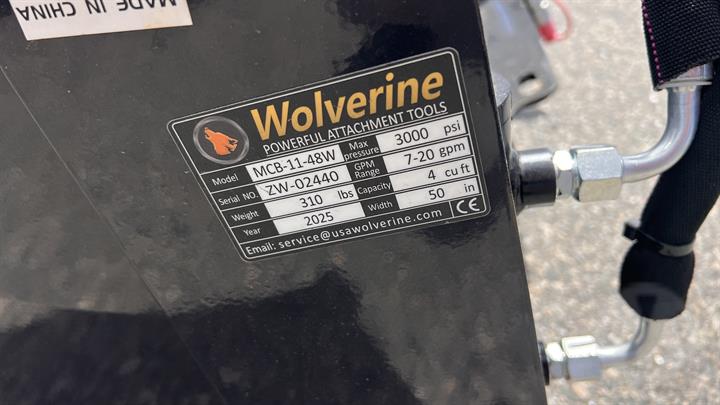 MADE IN CHINA
Wolverine
POWERFUL ATTACHMENT TOOLS
Model MCB-11-48W Max pressure 3000 psi
Serial NO. ZW-02440 GPM Range 7-20 gpm
Weight 310 lbs Capacity 4 cu ft
Year 2025 Width 50 in
Email: service@usawolverine.com CE